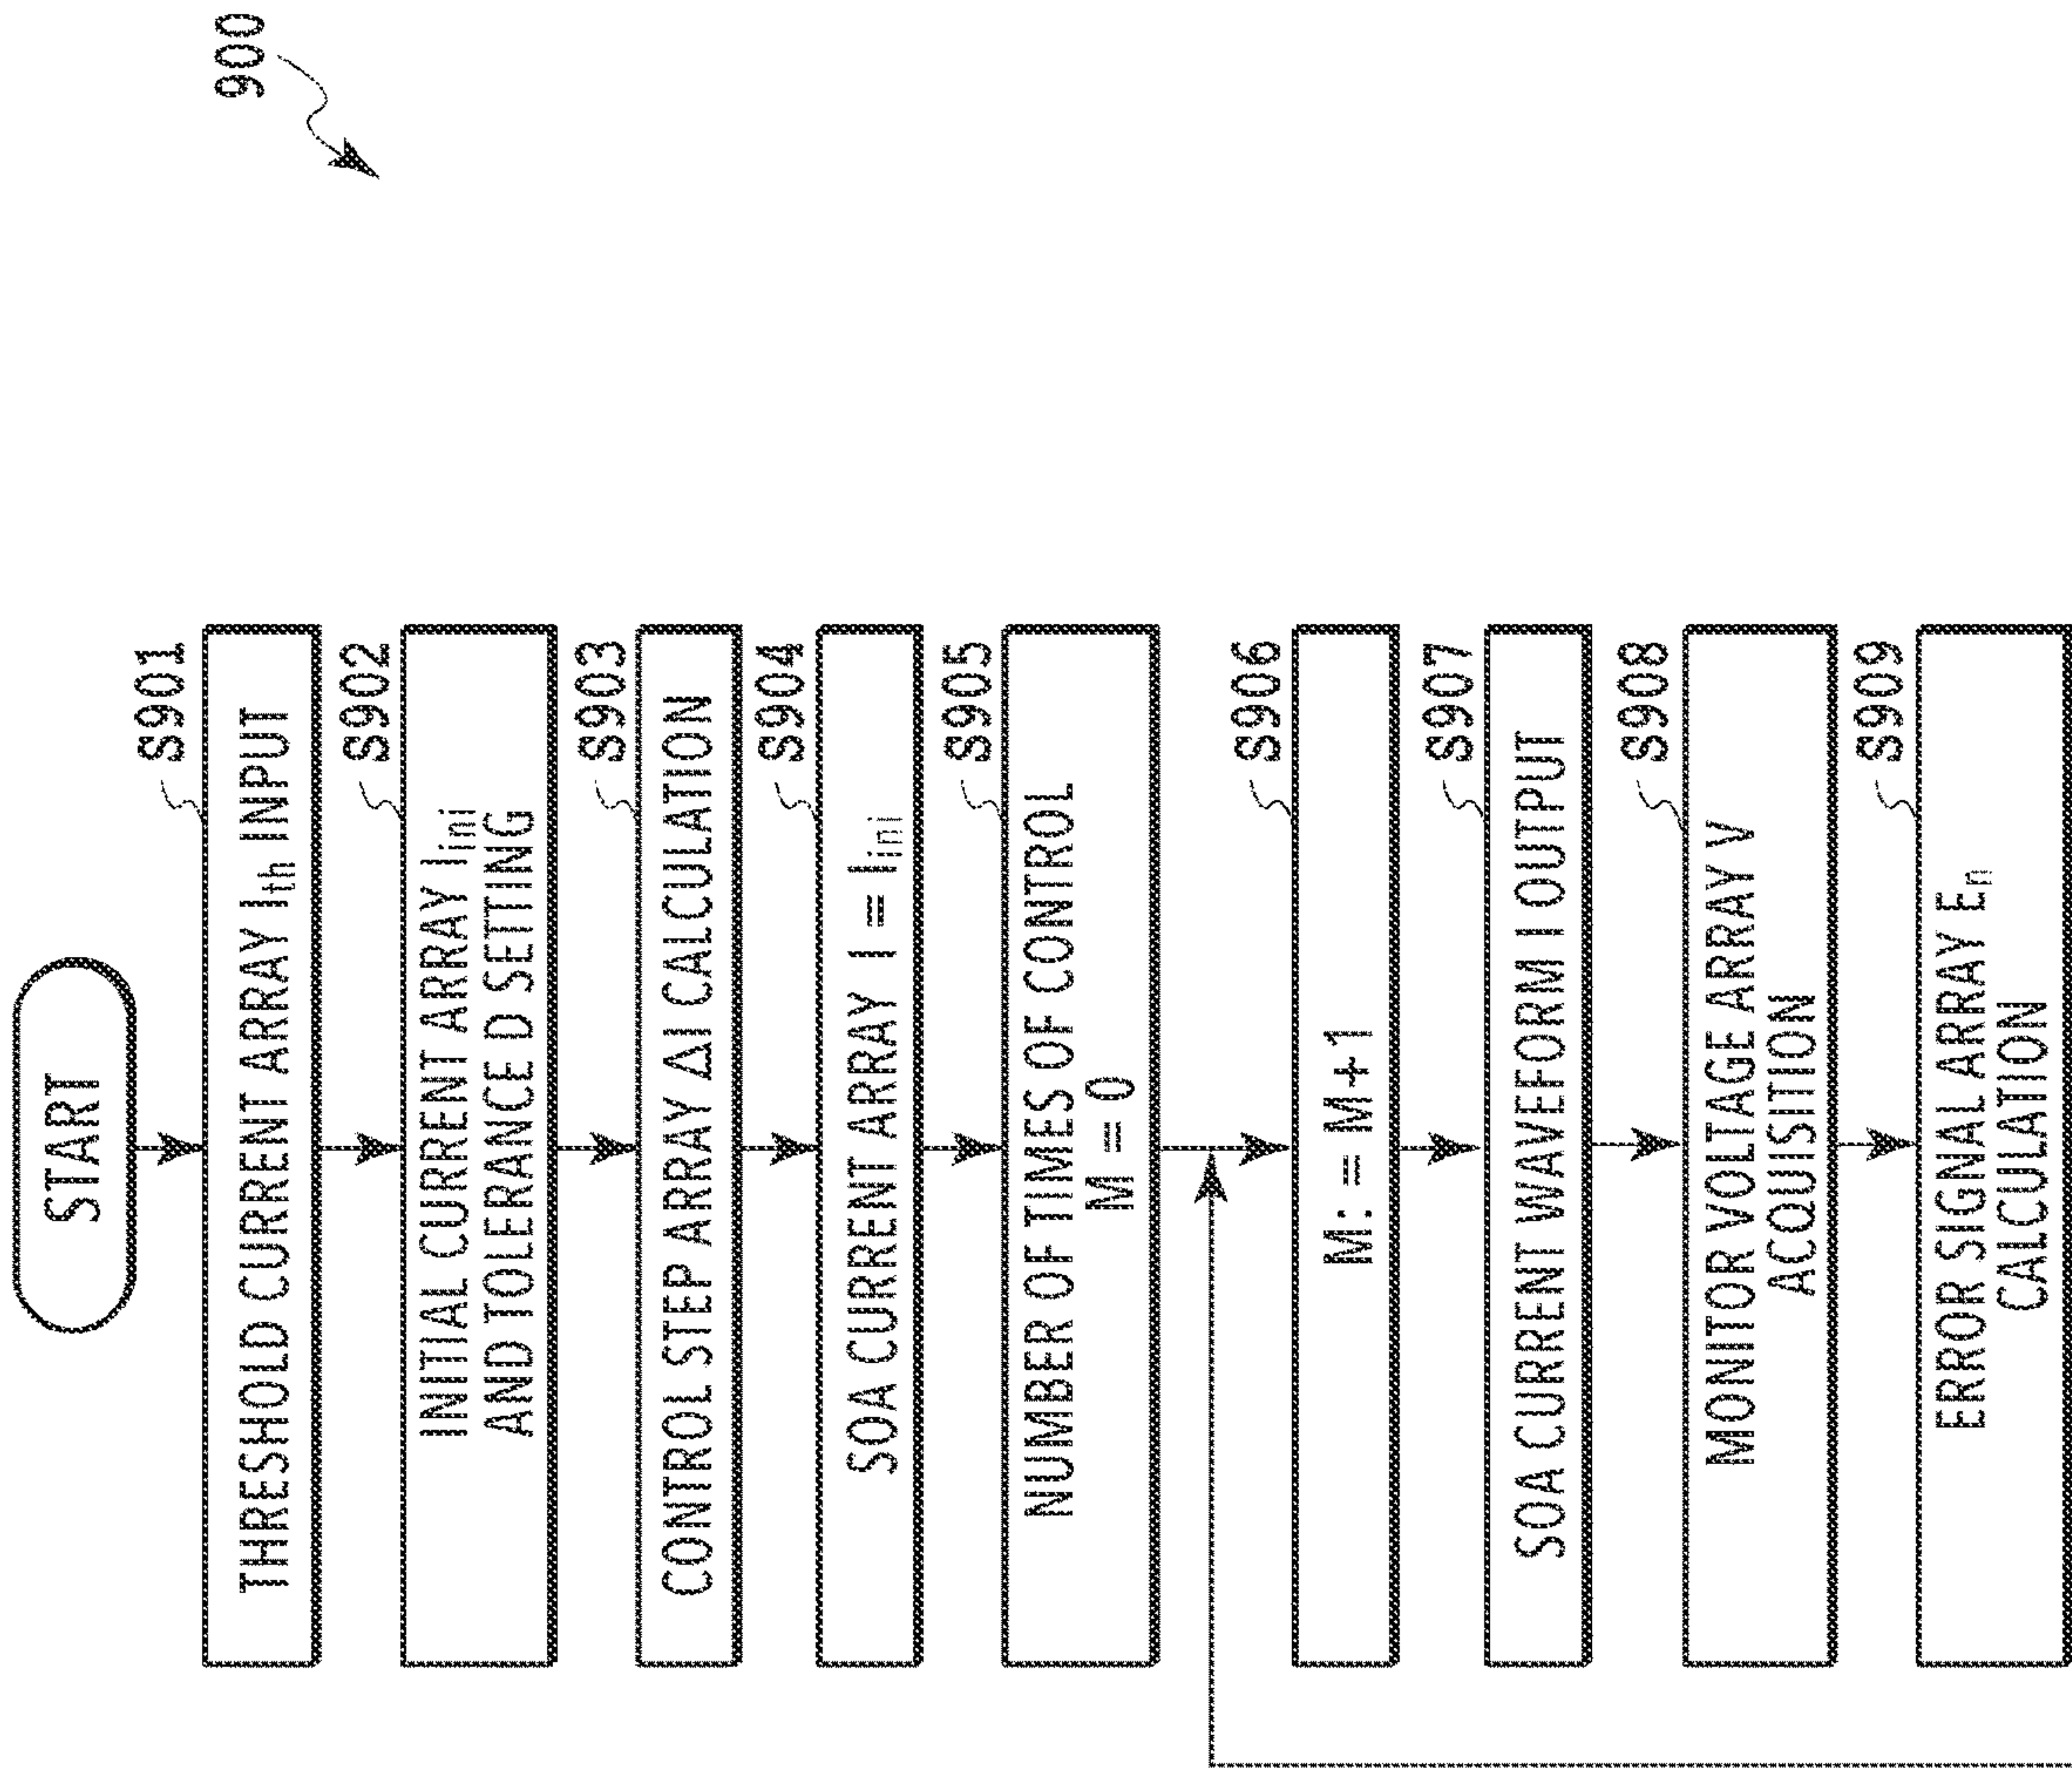 900
START
S901
THRESHOLD CURRENT ARRAY Ith INPUT
S902
INITIAL CURRENT ARRAY Iini
AND TOLERANCE D SETTING
S903
CONTROL STEP ARRAY ΔI CALCULATION
S904
SOA CURRENT ARRAY I = Iini
S905
NUMBER OF TIMES OF CONTROL
M = 0
S906
M: = M+1
S907
SOA CURRENT WAVEFORM I OUTPUT
S908
MONITOR VOLTAGE ARRAY V
ACQUISITION
S909
ERROR SIGNAL ARRAY En
CALCULATION